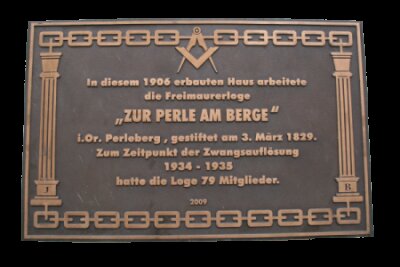 In diesem 1906 erbauten Haus arbeitete
die Freimaurerloge
„ZUR PERLE AM BERGE“
i.Or. Perleberg , gestiftet am 3. März 1829.
Zum Zeitpunkt der Zwangsauflösung
1934 - 1935
hatte die Loge 79 Mitglieder.
J B
2009